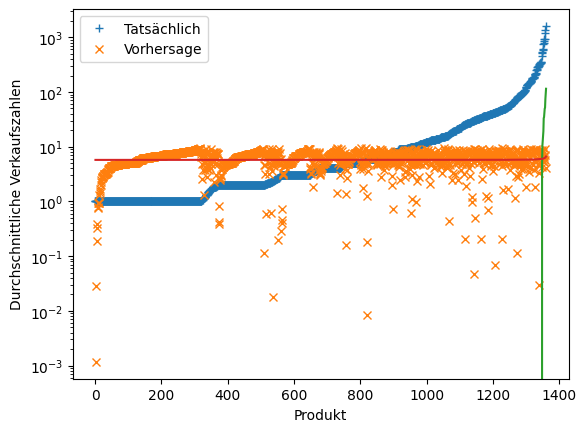 Tatsächlich
Vorhersage
10³
10²
10¹
10⁰
10⁻¹
10⁻²
10⁻³
Durchschnittliche Verkaufszahlen
0 200 400 600 800 1000 1200 1400
Produkt